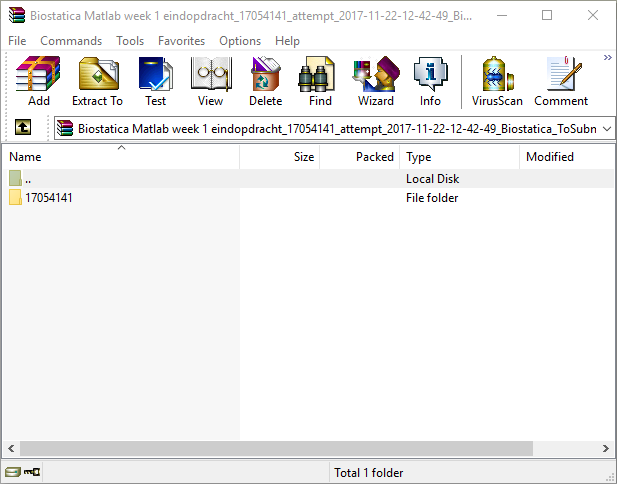 Biostatica Matlab week 1 eindopdracht_17054141_attempt_2017-11-22-12-42-49_Bios...
File Commands Tools Favorites Options Help
Add Extract To Test View Delete Find Wizard Info VirusScan Comment
Biostatica Matlab week 1 eindopdracht_17054141_attempt_2017-11-22-12-42-49_Biostatica_ToSubn
Name Size Packed Type Modified
.. Local Disk
17054141 File folder
Total 1 folder